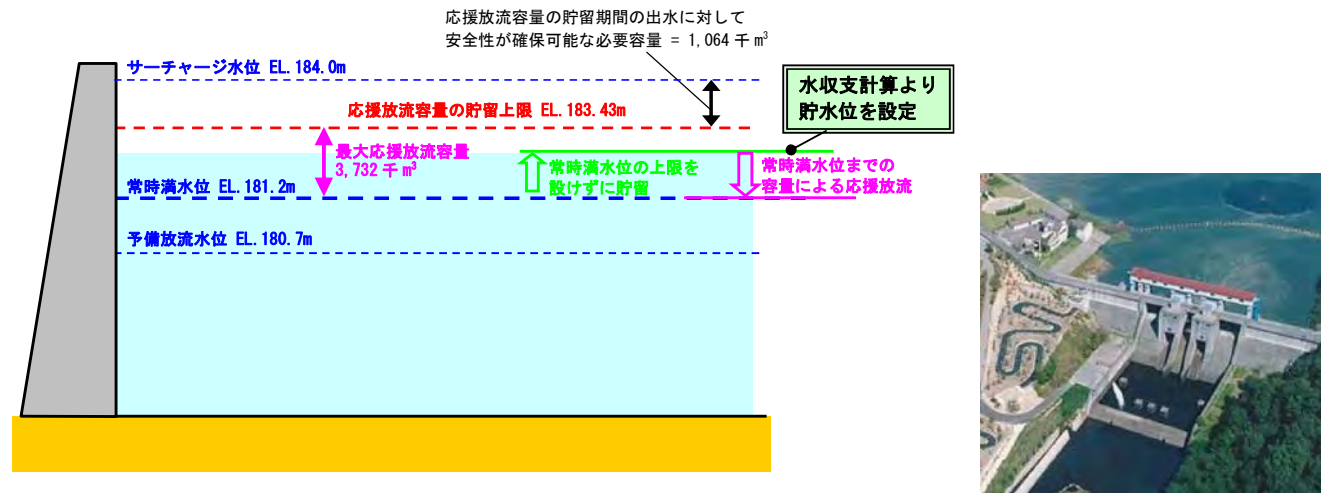 応援放流容量の貯留期間の出水に対して
安全性が確保可能な必要容量 = 1,064 千㎥
サーチャージ水位 EL.184.0m
水収支計算より
貯水位を設定
応援放流容量の貯留上限 EL.183.43m
最大応援放流容量
3,732 千㎥
常時満水位の上限を
設けずに貯留
常時満水位までの
容量による応援放流
常時満水位 EL.181.2m
予備放流水位 EL.180.7m